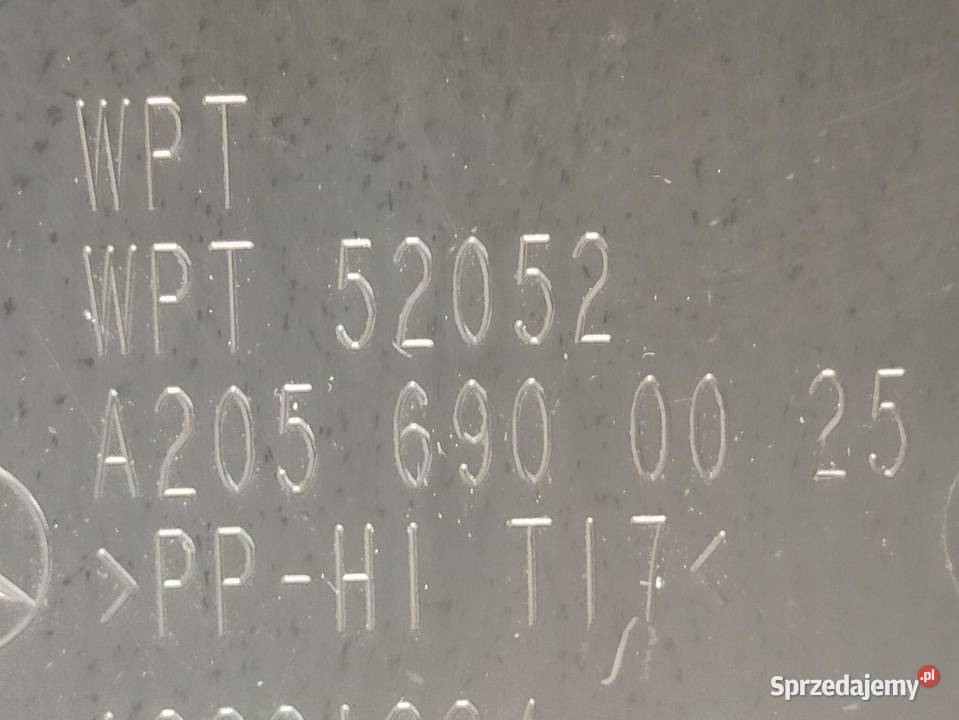 WPT
WPT 52052
A205 690 00 25
>PP-HI T17<
Sprzedajemy.pl